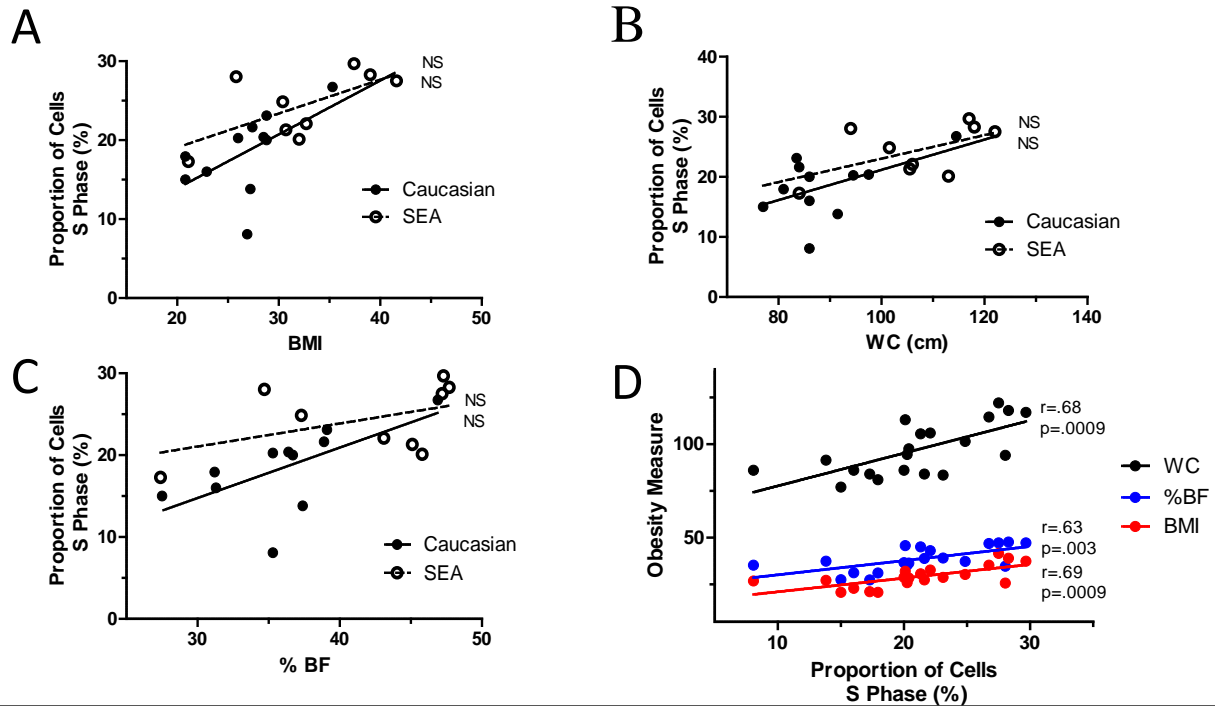 A
Proportion of Cells
S Phase (%)
30
20
10
0
20
30
40
50
BMI
NS
NS
Caucasian
SEA
B
Proportion of Cells
S Phase (%)
40
30
20
10
0
80
100
120
140
WC (cm)
NS
NS
Caucasian
SEA
C
Proportion of Cells
S Phase (%)
30
20
10
0
30
40
50
% BF
NS
NS
Caucasian
SEA
D
Obesity Measure
100
50
10
20
30
Proportion of Cells
S Phase (%)
r=.68
p=.0009
r=.63
p=.003
r=.69
p=.0009
WC
%BF
BMI